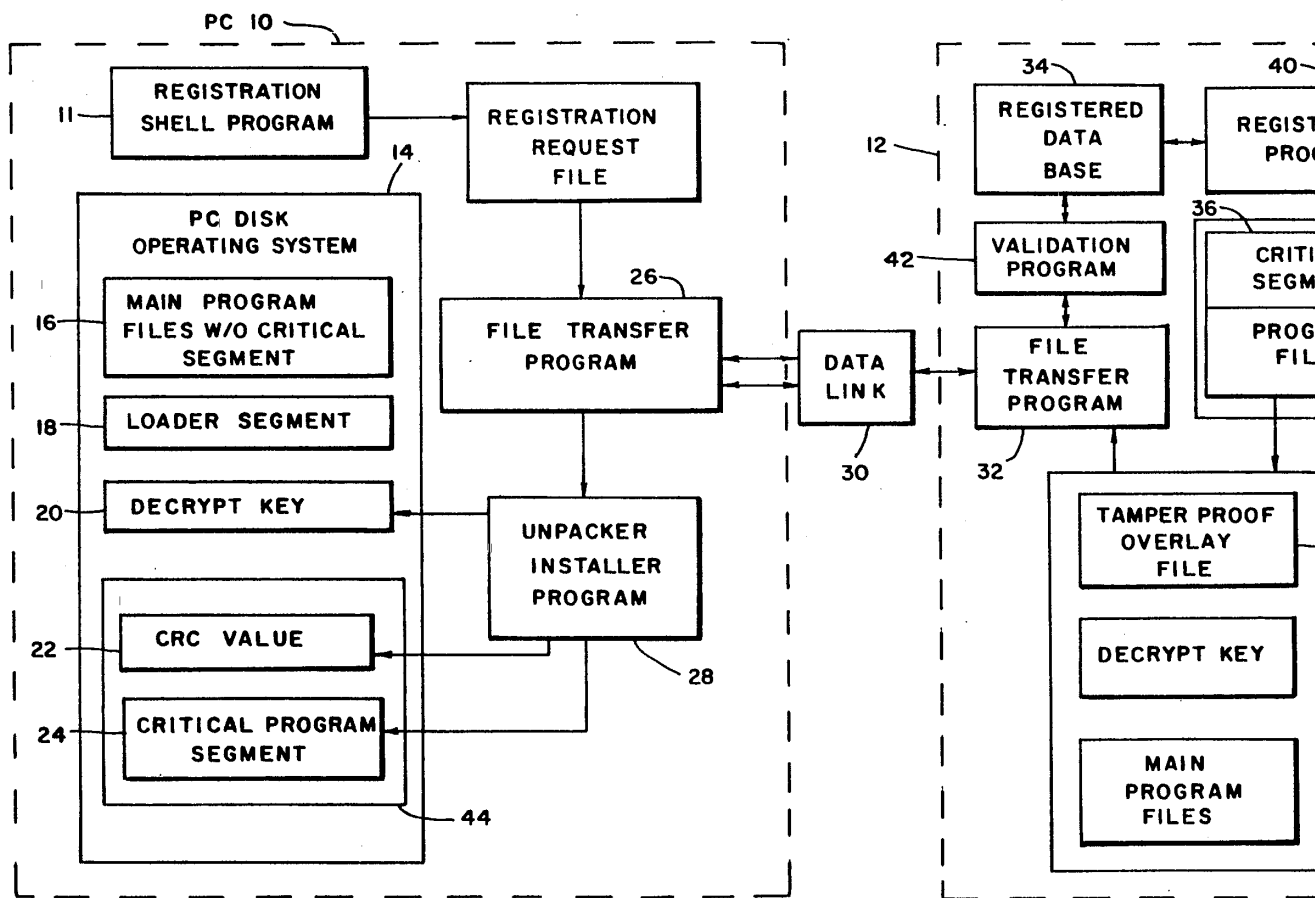 PC 10
11
REGISTRATION
SHELL PROGRAM
REGISTRATION
REQUEST
FILE
14
PC DISK
OPERATING SYSTEM
16
MAIN PROGRAM
FILES W/O CRITICAL
SEGMENT
18
LOADER SEGMENT
20
DECRYPT KEY
22
CRC VALUE
24
CRITICAL PROGRAM
SEGMENT
44
26
FILE TRANSFER
PROGRAM
UNPACKER
INSTALLER
PROGRAM
28
DATA
LINK
30
12
34
REGISTERED
DATA
BASE
40
42
VALIDATION
PROGRAM
36
FILE
TRANSFER
PROGRAM
32
TAMPER PROOF
OVERLAY
FILE
DECRYPT KEY
MAIN
PROGRAM
FILES